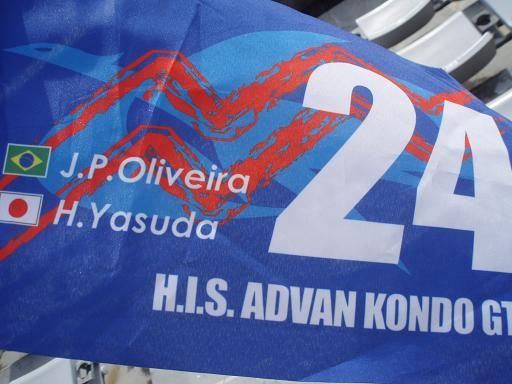 J.P.Oliveira
H.Yasuda
24
H.I.S. ADVAN KONDO GT